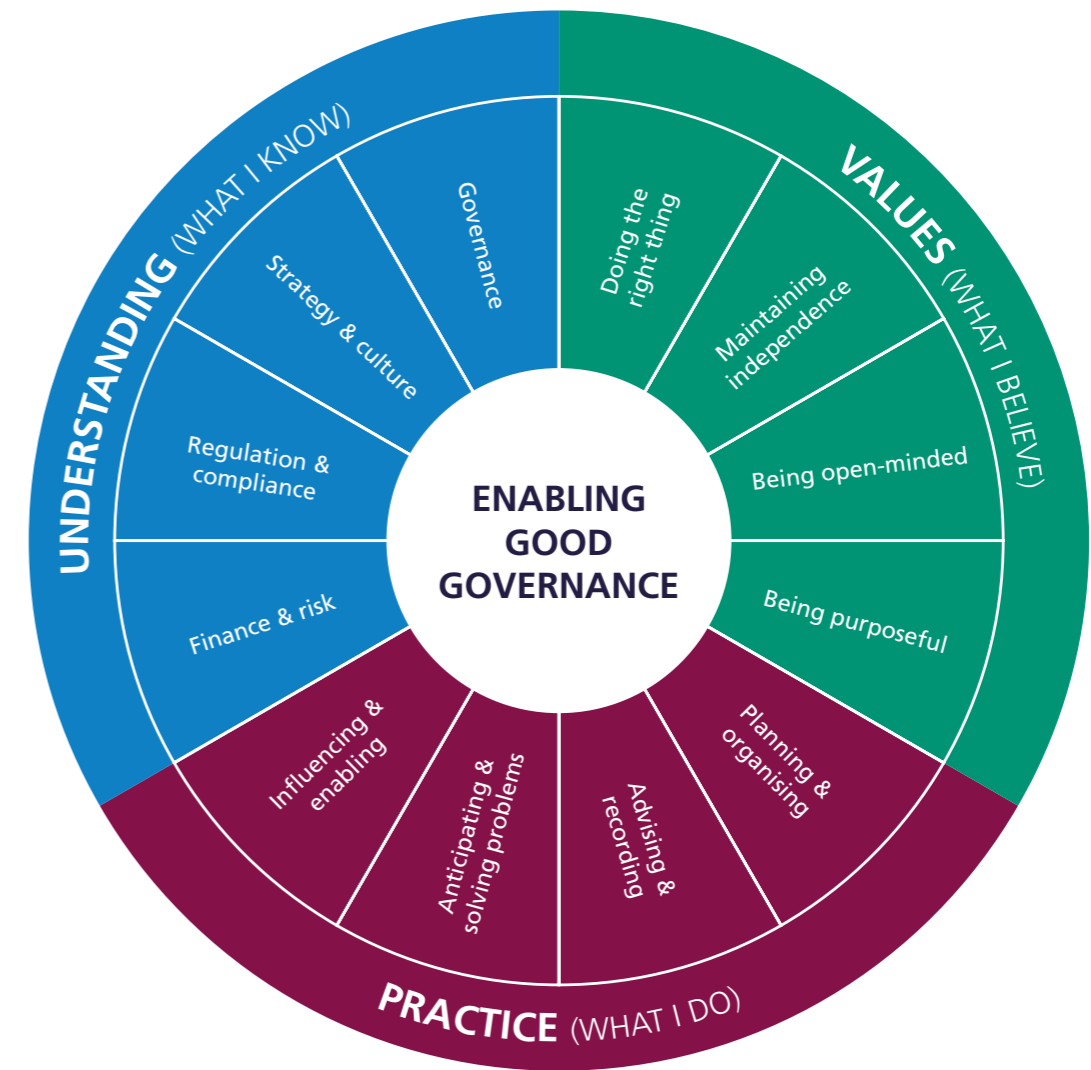 UNDERSTANDING (WHAT I KNOW)
VALUES (WHAT I BELIEVE)
PRACTICE (WHAT I DO)
ENABLING
GOOD
GOVERNANCE
Doing the
right thing
Maintaining
independence
Being open-minded
Being purposeful
Planning &
organising
Advising &
recording
Anticipating &
solving problems
Influencing &
enabling
Finance & risk
Regulation &
compliance
Strategy & culture
Governance